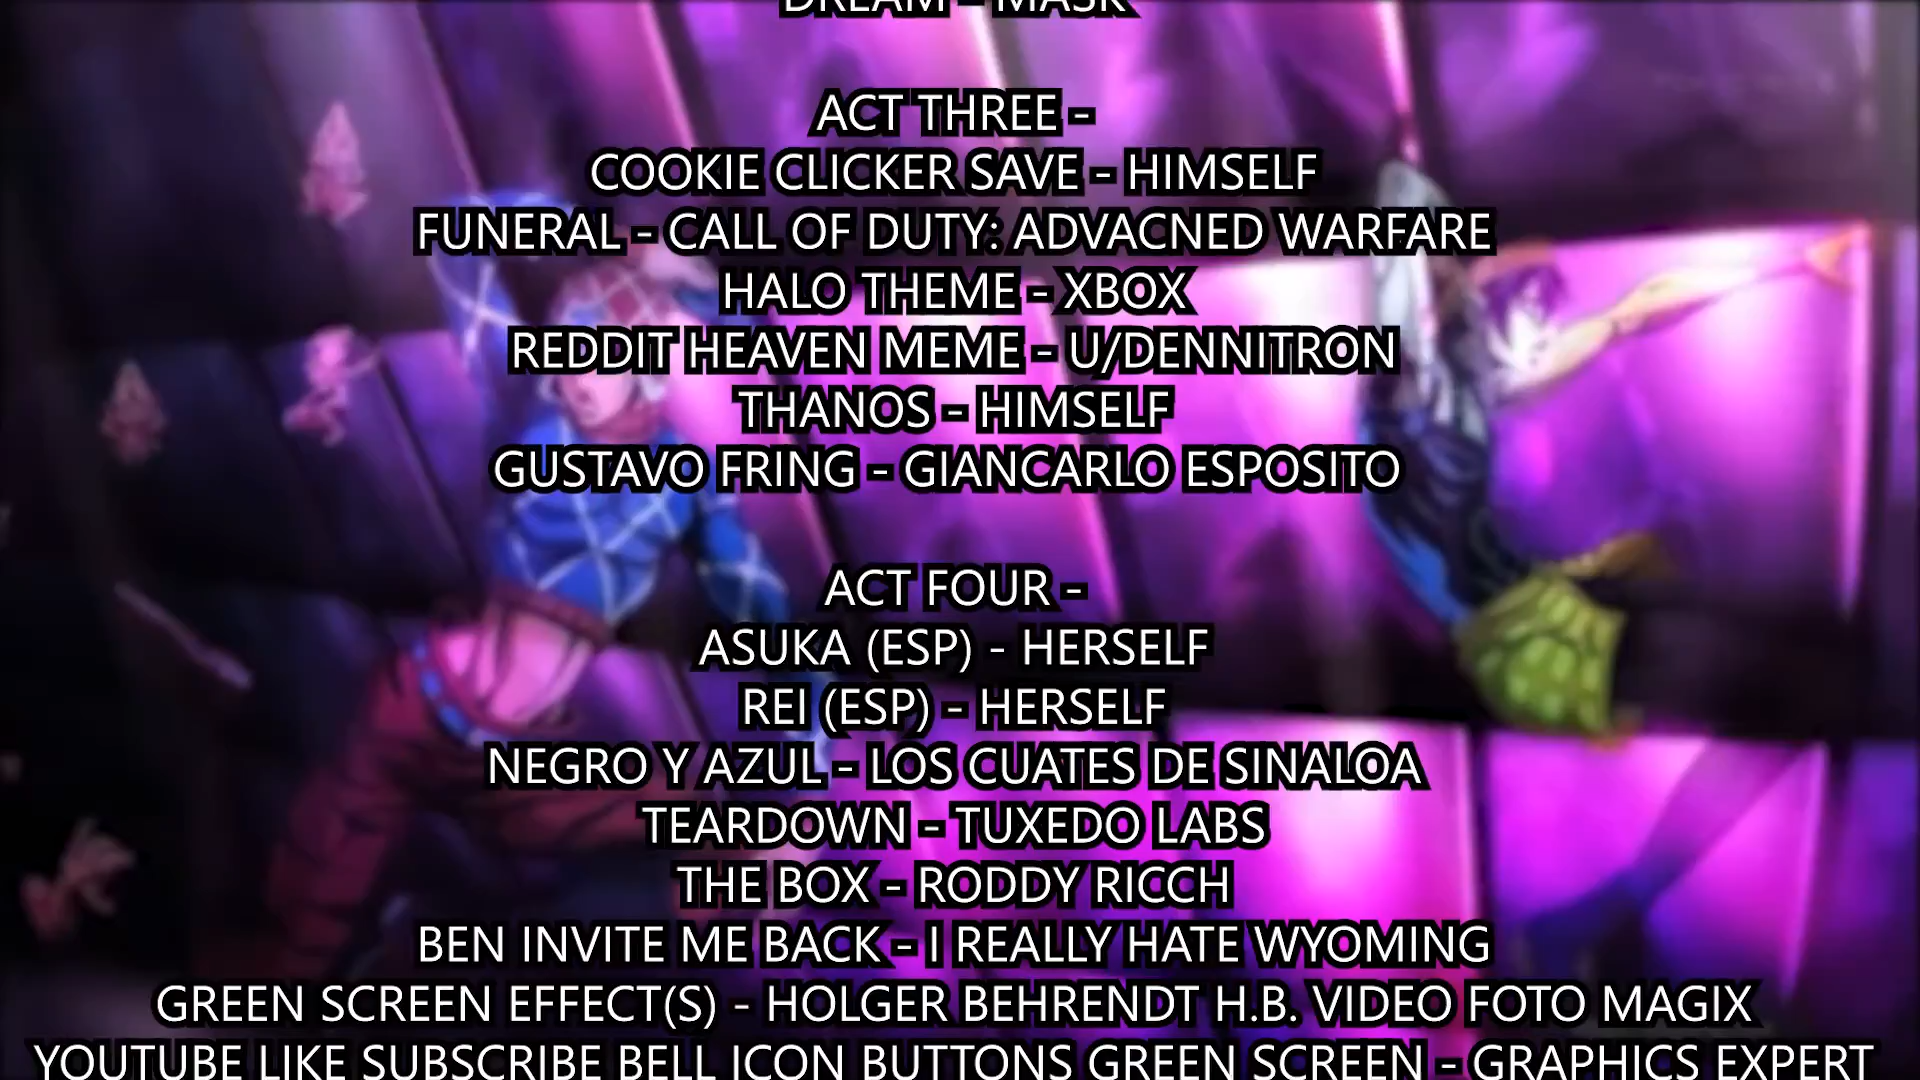 DREAM - MASK
ACT THREE -
COOKIE CLICKER SAVE - HIMSELF
FUNERAL - CALL OF DUTY: ADVACNED WARFARE
HALO THEME - XBOX
REDDIT HEAVEN MEME - U/DENNITRON
THANOS - HIMSELF
GUSTAVO FRING - GIANCARLO ESPOSITO
ACT FOUR -
ASUKA (ESP) - HERSELF
REI (ESP) - HERSELF
NEGRO Y AZUL - LOS CUATES DE SINALOA
TEARDOWN - TUXEDO LABS
THE BOX - RODDY RICCH
BEN INVITE ME BACK - I REALLY HATE WYOMING
GREEN SCREEN EFFECT(S) - HOLGER BEHRENDT H.B. VIDEO FOTO MAGIX
YOUTUBE LIKE SUBSCRIBE BELL ICON BUTTONS GREEN SCREEN - GRAPHICS EXPERT